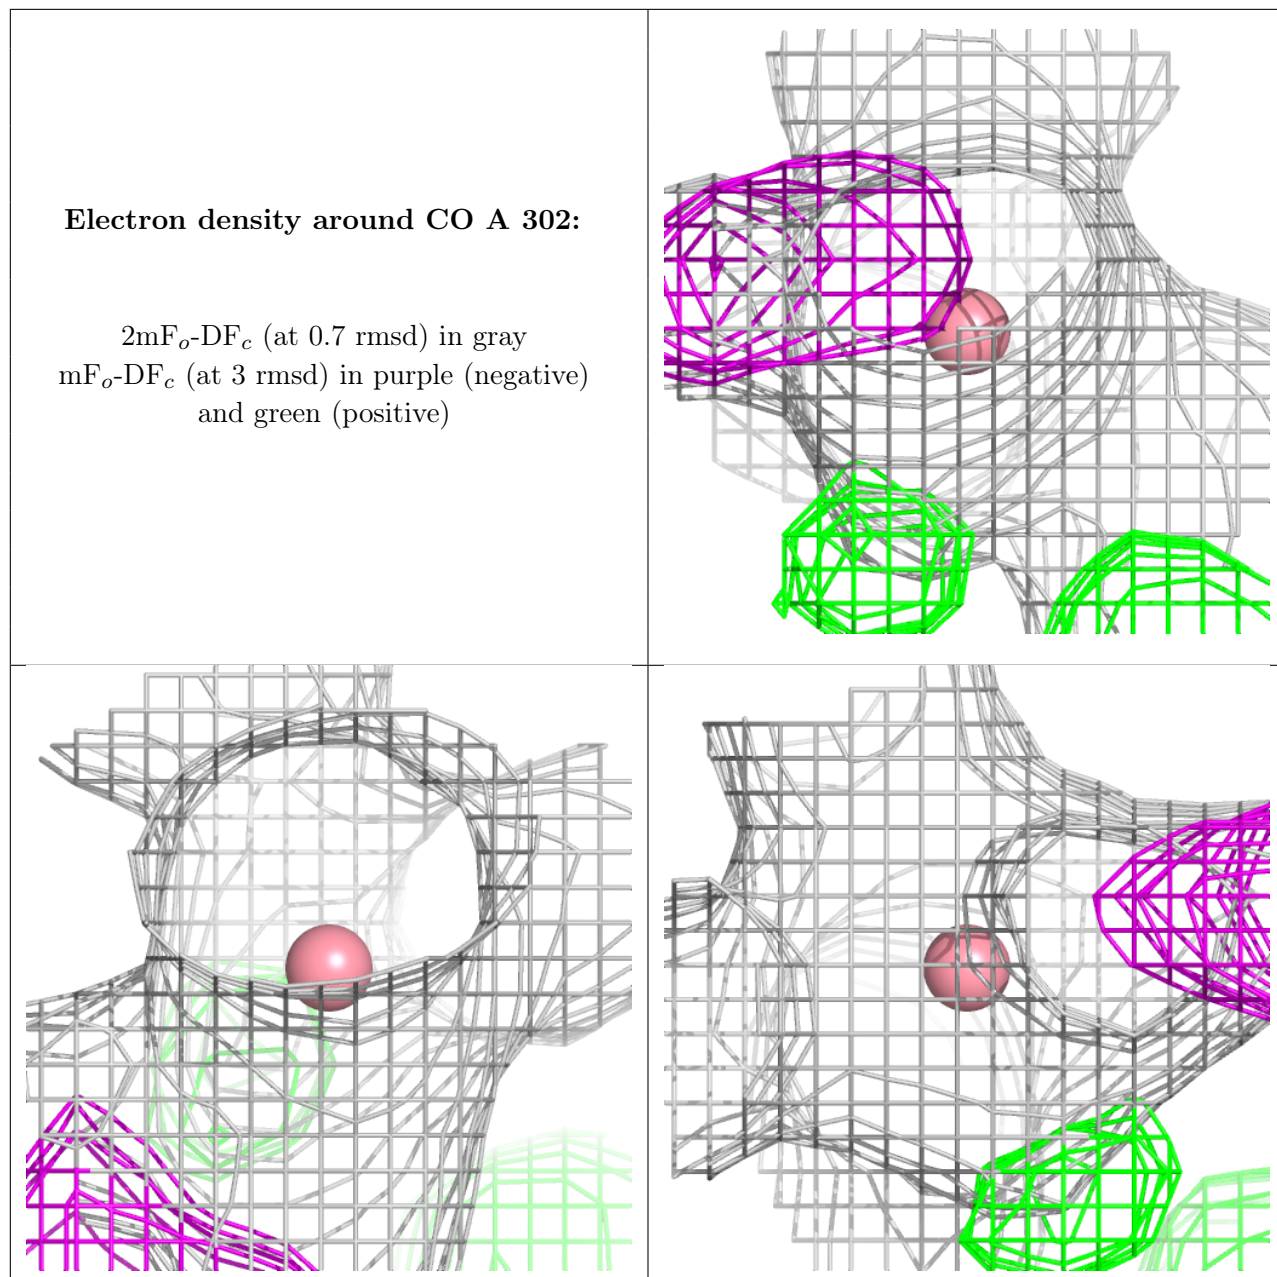 Electron density around CO A 302:
2mFo-DFc (at 0.7 rmsd) in gray
mFo-DFc (at 3 rmsd) in purple (negative)
and green (positive)